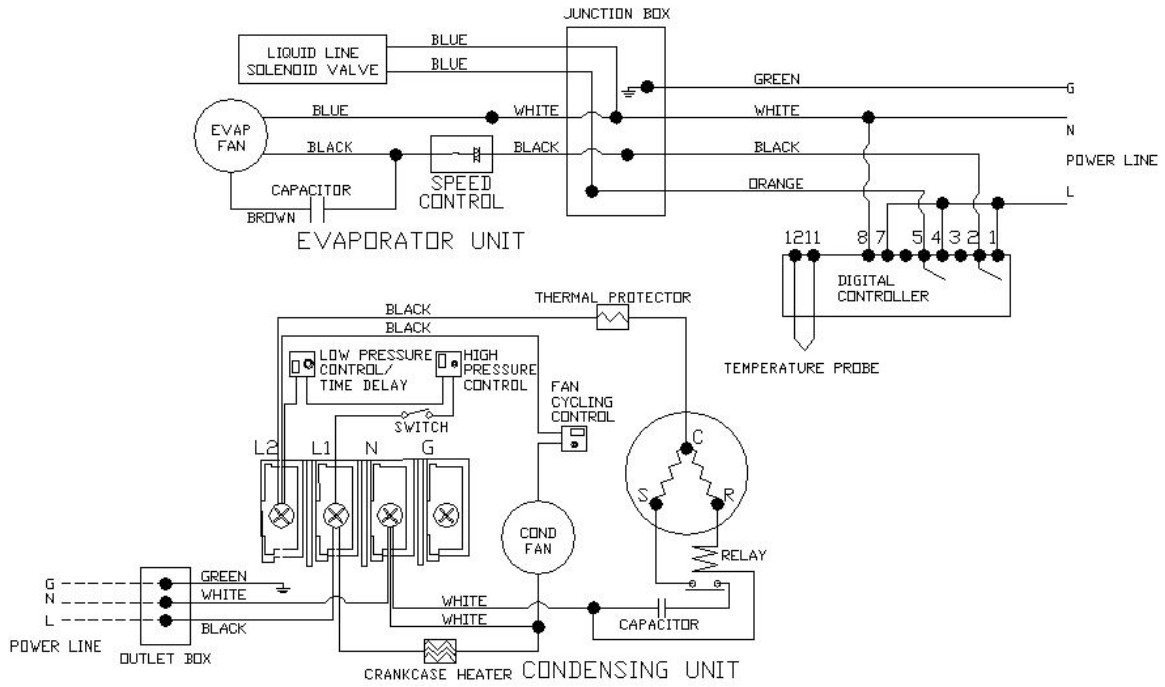 JUNCTION BOX
LIQUID LINE
SOLENOID VALVE
BLUE
BLUE
GREEN
G
EVAP
FAN
BLUE
WHITE
WHITE
N
BLACK
BLACK
BLACK
POWER LINE
SPEED
CONTROL
ORANGE
L
CAPACITOR
BROWN
EVAPORATOR UNIT
12 11 8 7 5 4 3 2 1
DIGITAL
CONTROLLER
TEMPERATURE PROBE
THERMAL PROTECTOR
BLACK
BLACK
LOW PRESSURE
CONTROL/
TIME DELAY
HIGH
PRESSURE
CONTROL
FAN
CYCLING
CONTROL
SWITCH
L2 L1 N G
C
S R
COND
FAN
RELAY
G
N
L
GREEN
WHITE
BLACK
WHITE
WHITE
CAPACITOR
POWER LINE
OUTLET BOX
CRANKCASE HEATER
CONDENSING UNIT